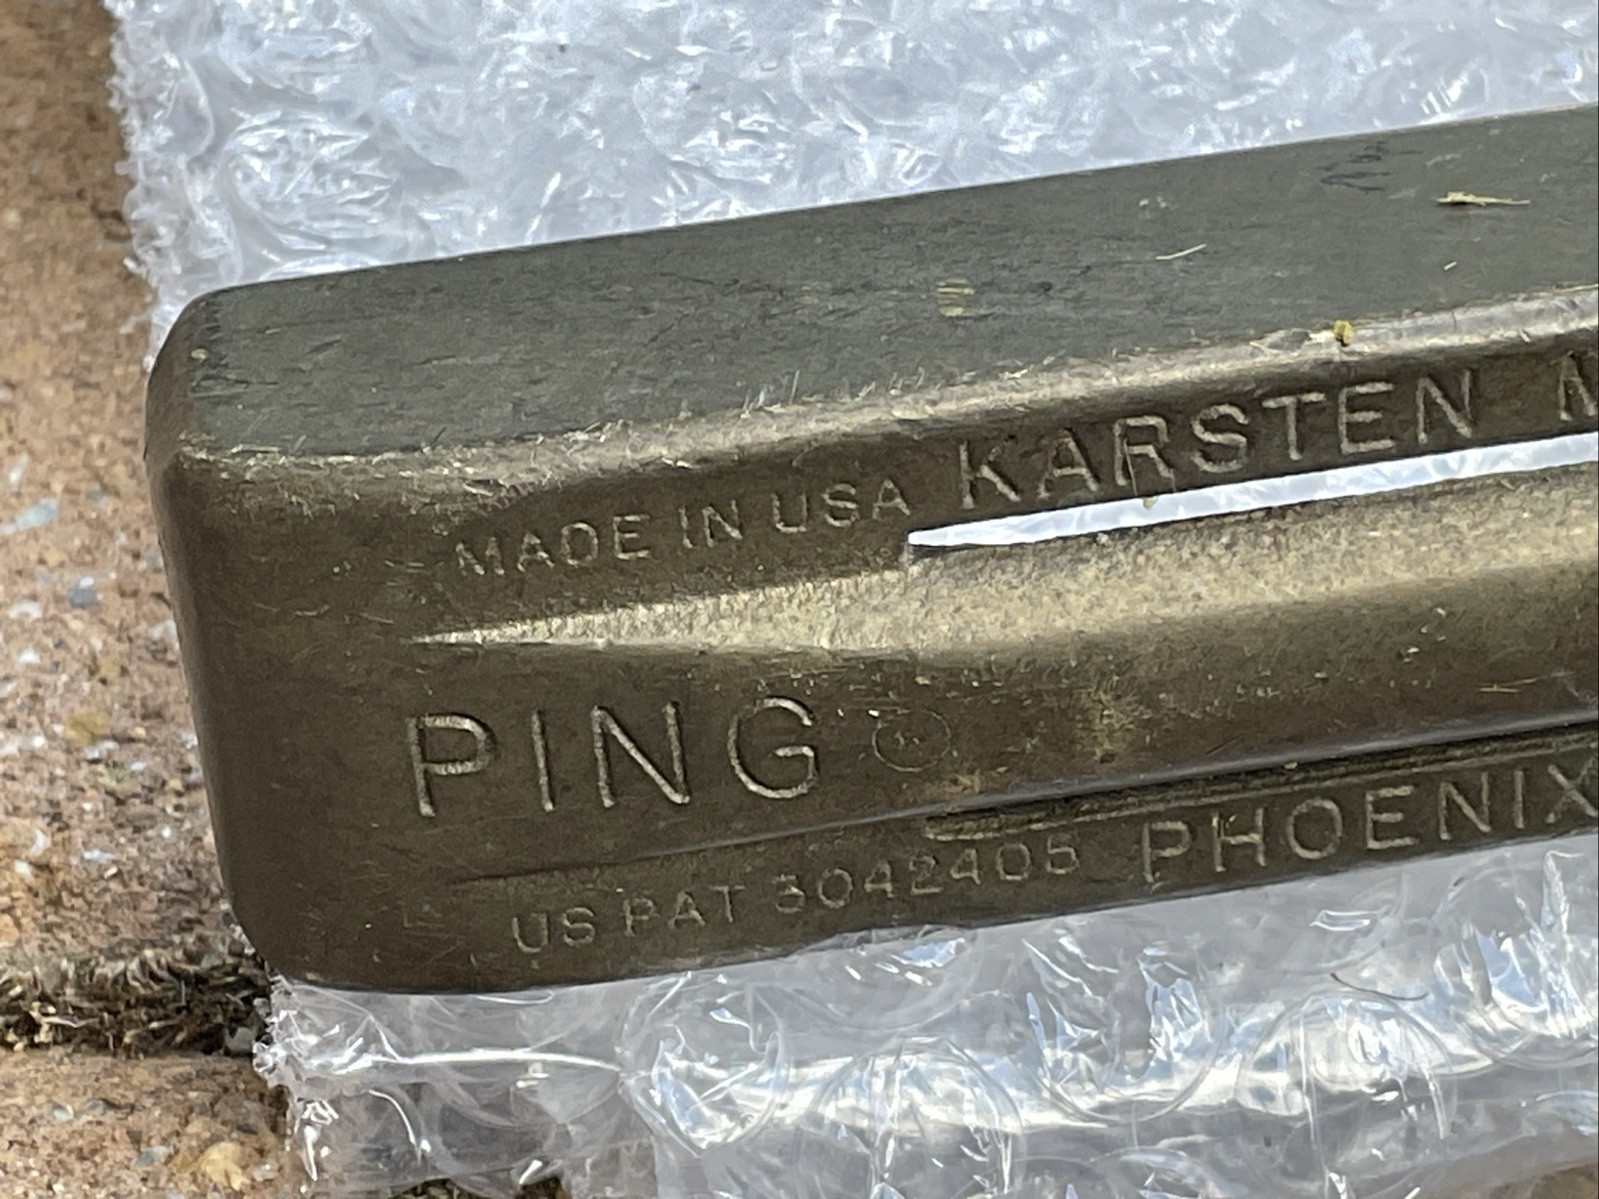 MADE IN USA KARSTEN M
PING ®
US PAT 3042405 PHOENIX